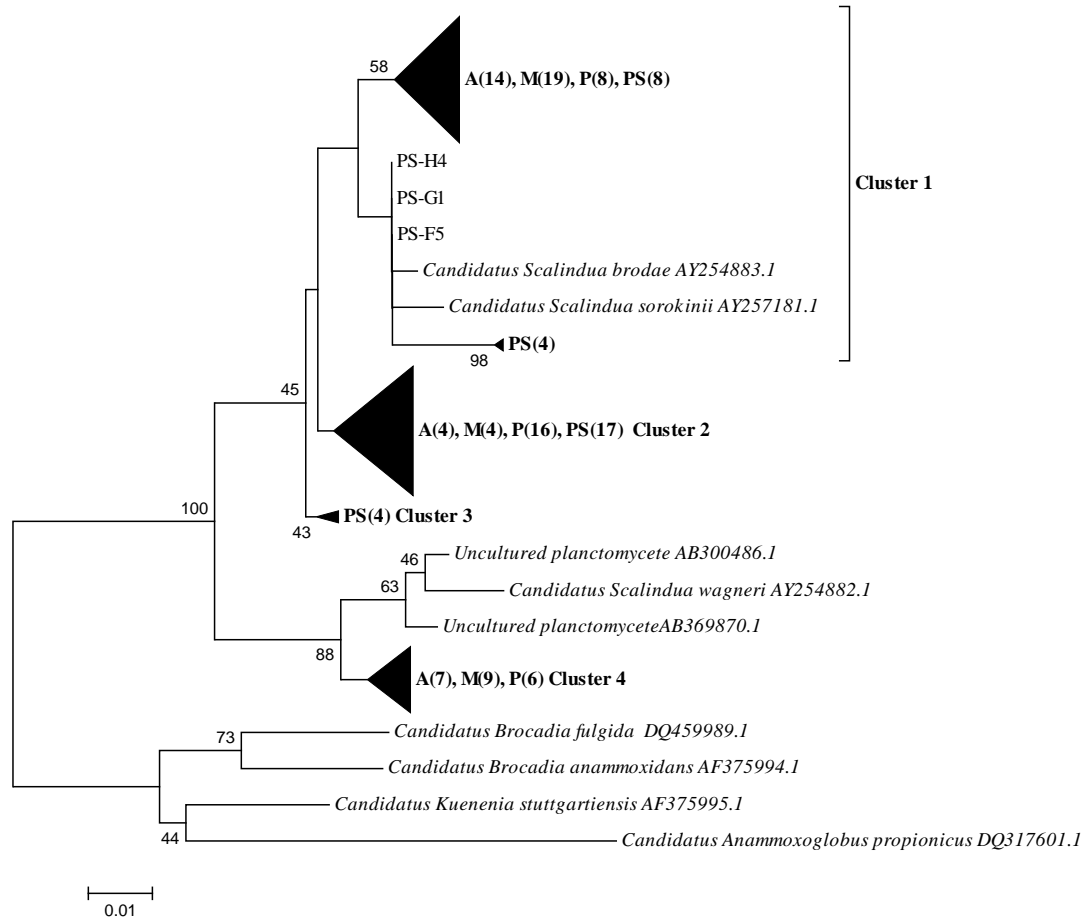 58
A(14), M(19), P(8), PS(8)
PS-H4
Cluster 1
PS-G1
PS-F5
Candidatus Scalindua brodae AY254883.1
Candidatus Scalindua sorokinii AY257181.1
PS(4)
98
45
A(4), M(4), P(16), PS(17) Cluster 2
100
PS(4) Cluster 3
43
Uncultured planctomycete AB300486.1
46
Candidatus Scalindua wagneri AY254882.1
63
Uncultured planctomyceteAB369870.1
88
A(7), M(9), P(6) Cluster 4
Candidatus Brocadia fulgida DQ459989.1
73
Candidatus Brocadia anammoxidans AF375994.1
Candidatus Kuenenia stuttgartiensis AF375995.1
44
Candidatus Anammoxoglobus propionicus DQ317601.1
0.01